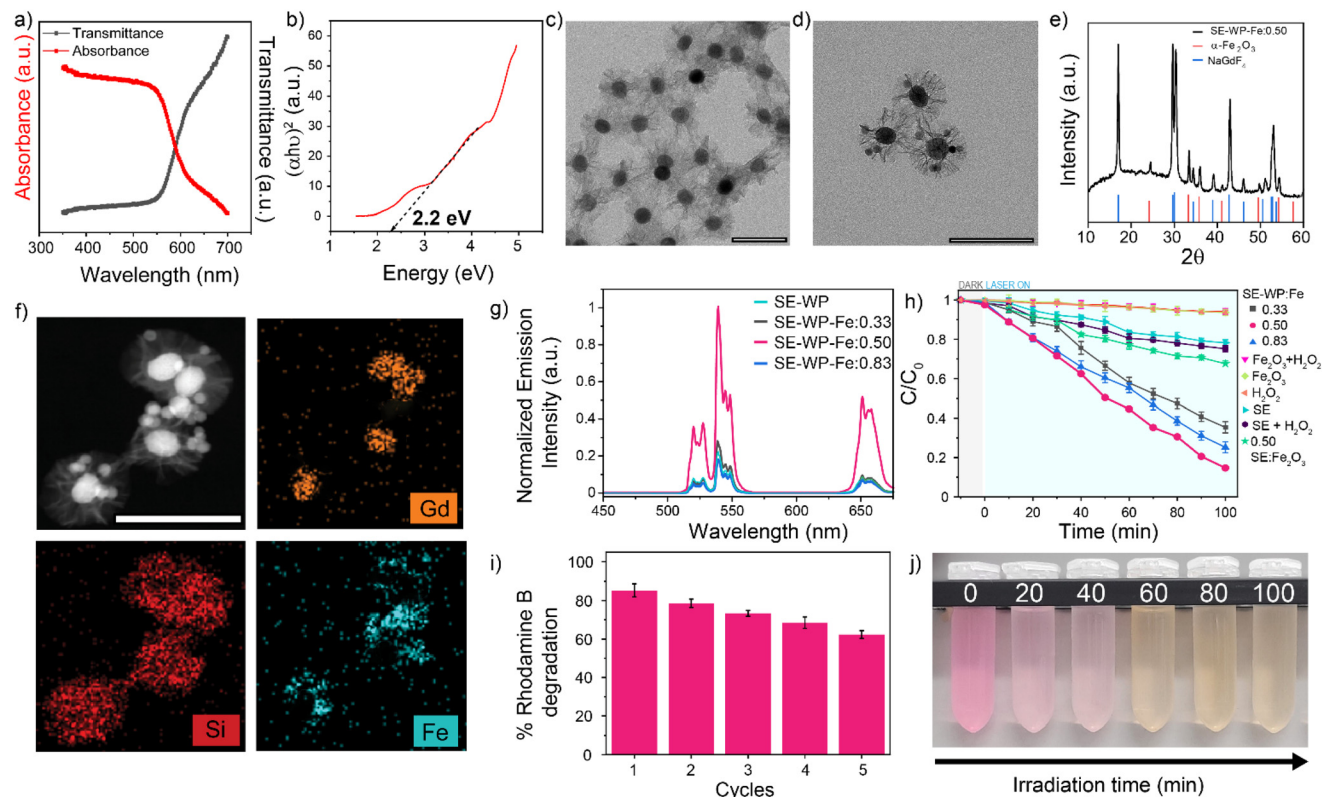 a)
Transmittance
Absorbance
Absorbance (a.u.)
Transmittance (a.u.)
300 400 500 600 700
Wavelength (nm)
b)
(αhυ)² (a.u.)
60
50
40
30
20
10
0
2.2 eV
1 2 3 4 5
Energy (eV)
c)
d)
e)
SE-WP-Fe:0.50
α-Fe₂O₃
NaGdF₄
Intensity (a.u.)
10 20 30 40 50 60
2θ
f)
Gd
Si
Fe
g)
SE-WP
SE-WP-Fe:0.33
SE-WP-Fe:0.50
SE-WP-Fe:0.83
Normalized Emission
Intensity (a.u.)
1
0.8
0.6
0.4
0.2
0
450 500 550 600 650
Wavelength (nm)
h)
DARK LASER ON
C/C₀
1
0.8
0.6
0.4
0.2
0
0 20 40 60 80 100
Time (min)
SE-WP:Fe
0.33
0.50
0.83
Fe₂O₃+H₂O₂
Fe₂O₃
H₂O₂
SE
SE + H₂O₂
0.50
SE:Fe₂O₃
i)
% Rhodamine B
degradation
100
80
60
40
60
80
100
1 2 3 4 5
Cycles
j)
0 20 40 60 80 100
Irradiation time (min)